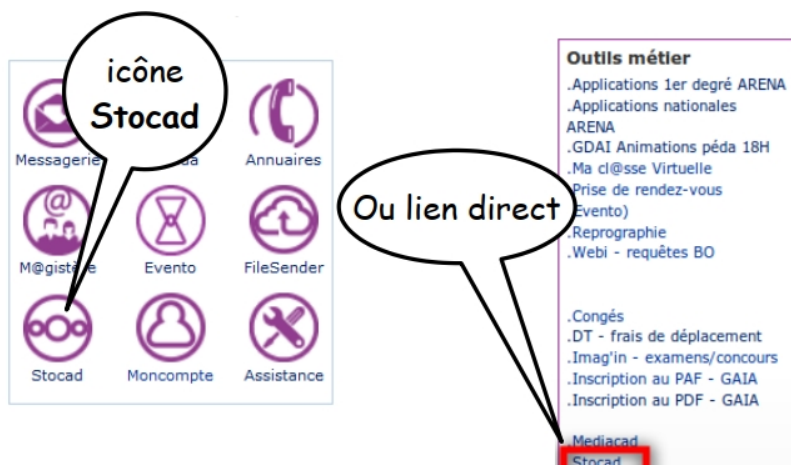 icône
Stocad
Messagerie
Annuaires
M@gistère
Evento
FileSender
Stocad
Moncompte
Assistance
Ou lien direct
Outils métier
.Applications 1er degré ARENA
.Applications nationales
ARENA
.GDAI Animations péda 18H
.Ma cl@sse Virtuelle
Prise de rendez-vous
Evento)
.Reprographie
.Webi - requêtes BO
.Congés
.DT - frais de déplacement
.Imag'in - examens/concours
.Inscription au PAF - GAIA
.Inscription au PDF - GAIA
.Mediacad
.Stocad